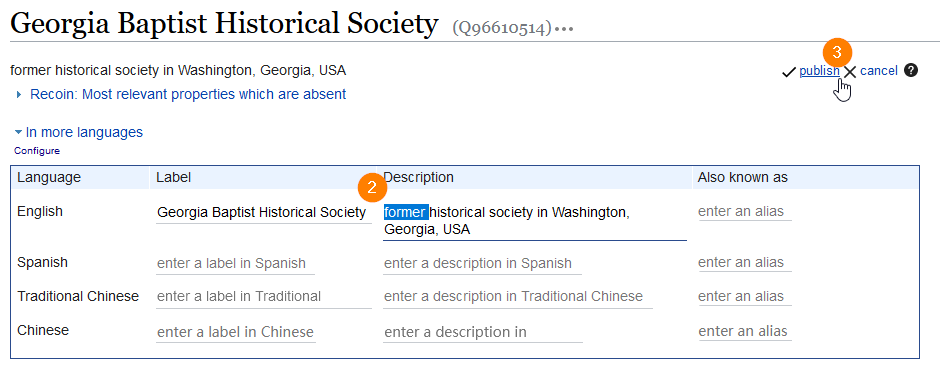 Georgia Baptist Historical Society (Q96610514)•••
3
former historical society in Washington, Georgia, USA
publish cancel ?
Recoin: Most relevant properties which are absent
In more languages
Configure
Language Label Description Also known as
2
English Georgia Baptist Historical Society former historical society in Washington, enter an alias
Georgia, USA
Spanish enter a label in Spanish enter a description in Spanish enter an alias
Traditional Chinese enter a label in Traditional enter a description in Traditional Chinese enter an alias
Chinese enter a label in Chinese enter a description in enter an alias